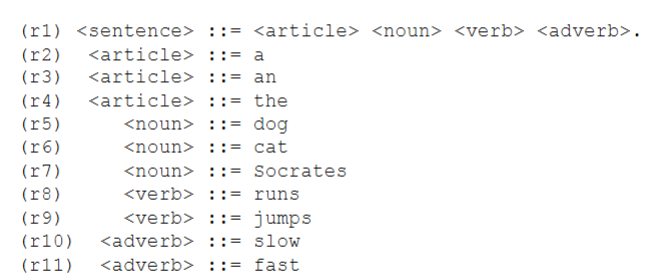 (r1) <sentence> ::= <article> <noun> <verb> <adverb>.
(r2) <article> ::= a
(r3) <article> ::= an
(r4) <article> ::= the
(r5) <noun> ::= dog
(r6) <noun> ::= cat
(r7) <noun> ::= Socrates
(r8) <verb> ::= runs
(r9) <verb> ::= jumps
(r10) <adverb> ::= slow
(r11) <adverb> ::= fast